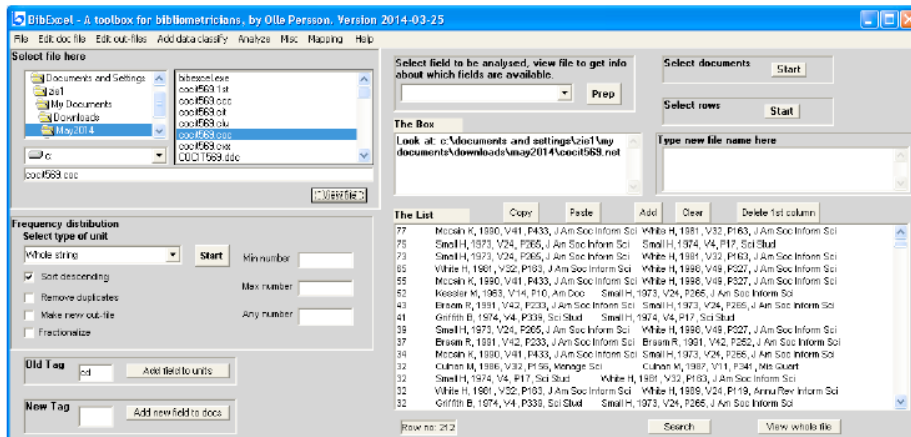 BibExcel - A toolbox for bibliometricians, by Olle Persson. Version 2014-03-25
File Edit doc file Edit out-files Add data classify Analyze Misc Mapping Help
Select file here
Documents and Settings
zie1
My Documents
Downloads
May2014
c:
bibexcel.exe
cocit569.1st
cocit569.ccc
cocit569.cit
cocit569.clu
cocit569.coc
cocit569.cxx
COCIT569.ddc
cocit569.coc
View file
Frequency distribution
Select type of unit
Whole string
Start
Sort descending
Remove duplicates
Make new out-file
Fractionalize
Min number
Max number
Any number
Old Tag
cd
Add field to units
New Tag
Add new field to docs
Select field to be analysed, view file to get info
about which fields are available.
Prep
Select documents
Start
Select rows
Start
The Box
Look at: c:\documents and settings\zie1\my
documents\downloads\may2014\cocit569.net
Type new file name here
The List
Copy
Paste
Add
Clear
Delete 1st column
77 Mccain K, 1990, V41, P433, J Am Soc Inform Sci White H, 1981, V32, P163, J Am Soc Inform Sci
75 Small H, 1973, V24, P265, J Am Soc Inform Sci Small H, 1974, V4, P17, Sci Stud
73 Small H, 1973, V24, P265, J Am Soc Inform Sci White H, 1981, V32, P163, J Am Soc Inform Sci
65 White H, 1981, V32, P163, J Am Soc Inform Sci White H, 1998, V49, P327, J Am Soc Inform Sci
55 Mccain K, 1990, V41, P433, J Am Soc Inform Sci White H, 1998, V49, P327, J Am Soc Inform Sci
52 Kessler M, 1963, V14, P10, Am Doc Small H, 1973, V24, P265, J Am Soc Inform Sci
43 Braam R, 1991, V42, P233, J Am Soc Inform Sci Small H, 1973, V24, P265, J Am Soc Inform Sci
41 Griffith B, 1974, V4, P339, Sci Stud Small H, 1974, V4, P17, Sci Stud
39 Small H, 1973, V24, P265, J Am Soc Inform Sci White H, 1998, V49, P327, J Am Soc Inform Sci
37 Braam R, 1991, V42, P233, J Am Soc Inform Sci Braam R, 1991, V42, P252, J Am Soc Inform Sci
34 Mccain K, 1990, V41, P433, J Am Soc Inform Sci Small H, 1973, V24, P265, J Am Soc Inform Sci
32 Culnan M, 1986, V32, P156, Manage Sci Culnan M, 1987, V11, P341, Mis Quart
32 Small H, 1974, V4, P17, Sci Stud White H, 1981, V32, P163, J Am Soc Inform Sci
32 White H, 1981, V32, P163, J Am Soc Inform Sci White H, 1989, V24, P119, Annu Rev Inform Sci
32 Griffith B, 1974, V4, P339, Sci Stud Small H, 1973, V24, P265, J Am Soc Inform Sci
Row no: 212
Search
View whole file